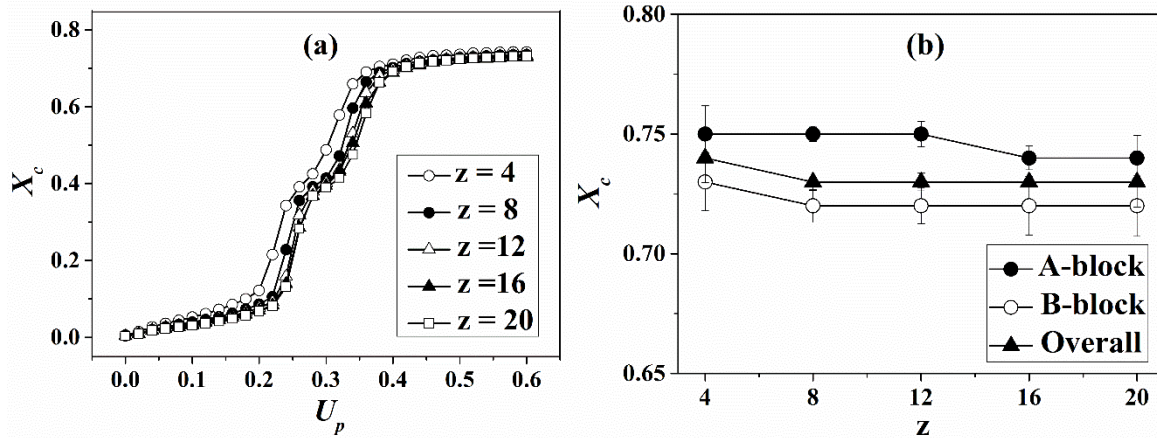 (a)
0.8
0.6
0.4
0.2
0.0
X_c
0.0 0.1 0.2 0.3 0.4 0.5 0.6
U_p
z = 4
z = 8
z =12
z =16
z = 20
(b)
0.80
0.75
0.70
0.65
X_c
4 8 12 16 20
z
A-block
B-block
Overall